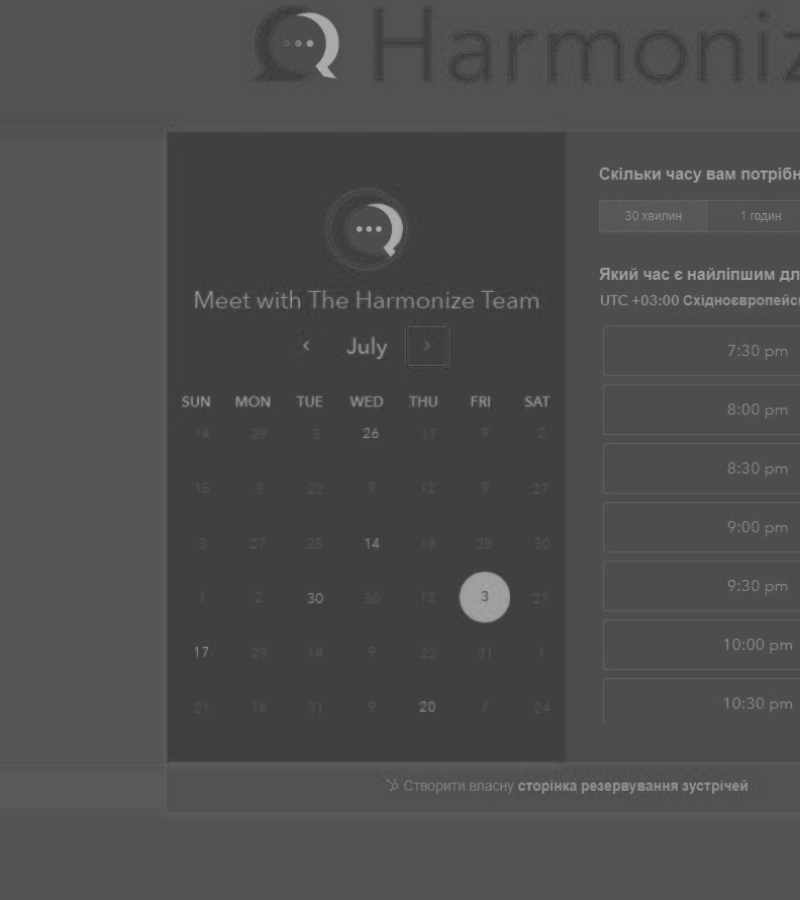 Harmoniz
Meet with The Harmonize Team
July
SUN MON TUE WED THU FRI SAT
14 29 3 26 17 9 2
15 3 22 9 12 9 27
3 27 28 14 18 28 30
1 2 30 30 12 3 27
17 29 14 9 22 31 1
21 16 31 9 20 7 24
Скільки часу вам потрібн
30 хвилин 1 годин
Який час є найліпшим дл
UTC +03:00 Східноєвропейсь
7:30 pm
8:00 pm
8:30 pm
9:00 pm
9:30 pm
10:00 pm
10:30 pm
Створити власну сторінка резервування зустрічей